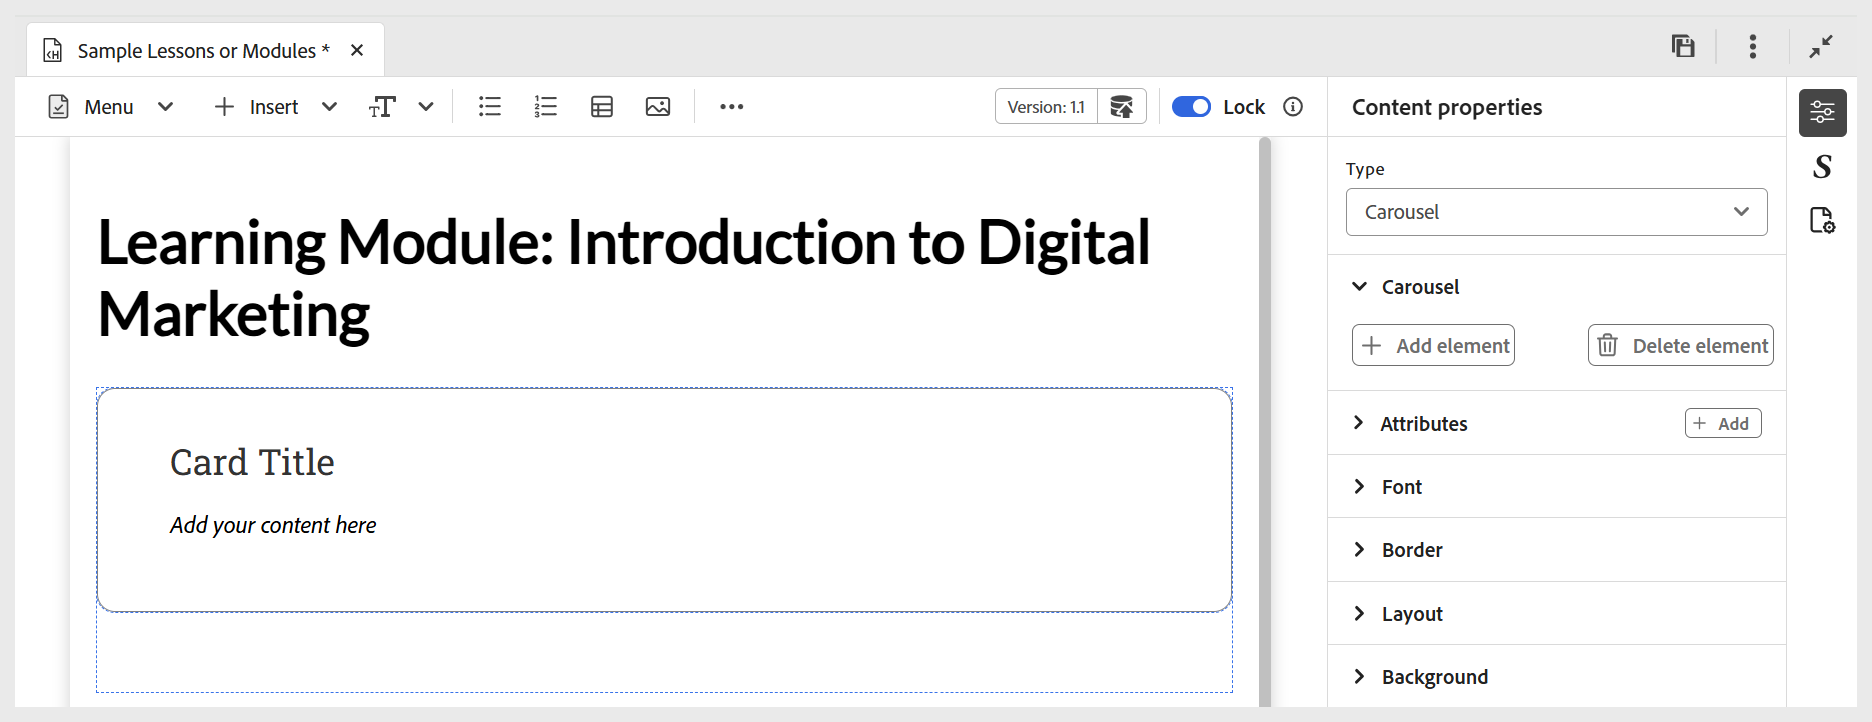 Sample Lessons or Modules *
Menu
Insert
Version: 1.1
Lock
Content properties
Type
Carousel
Carousel
Add element
Delete element
Attributes
Add
Font
Border
Layout
Background
Learning Module: Introduction to Digital
Marketing
Card Title
Add your content here